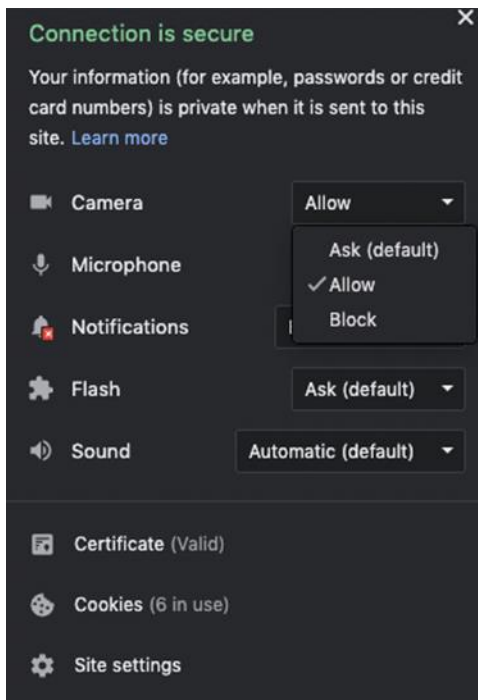 Connection is secure
Your information (for example, passwords or credit
card numbers) is private when it is sent to this
site. Learn more
Camera
Allow
Ask (default)
Allow
Block
Microphone
Notifications
Flash
Ask (default)
Sound
Automatic (default)
Certificate (Valid)
Cookies (6 in use)
Site settings